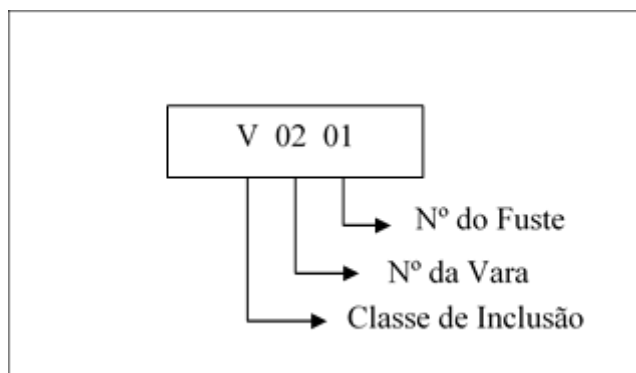 V 02 01
Nº do Fuste
Nº da Vara
Classe de Inclusão